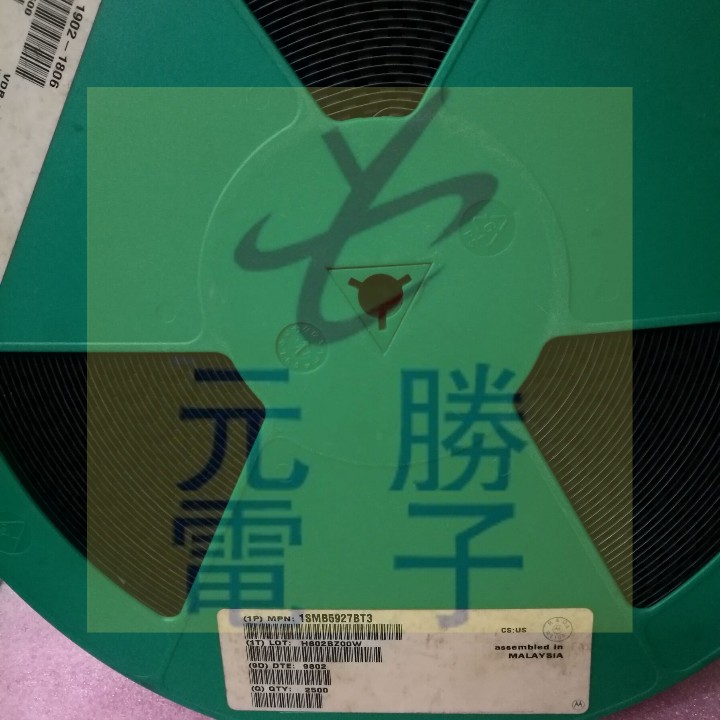 1902-1806
元 勝
電 子
(1P) MPN: 1SMB5927BT3
(1T) LOT: H602BZ00W
(9D) DTE: 9802
(Q) QTY: 2500
CS:US
assembled in
MALAYSIA